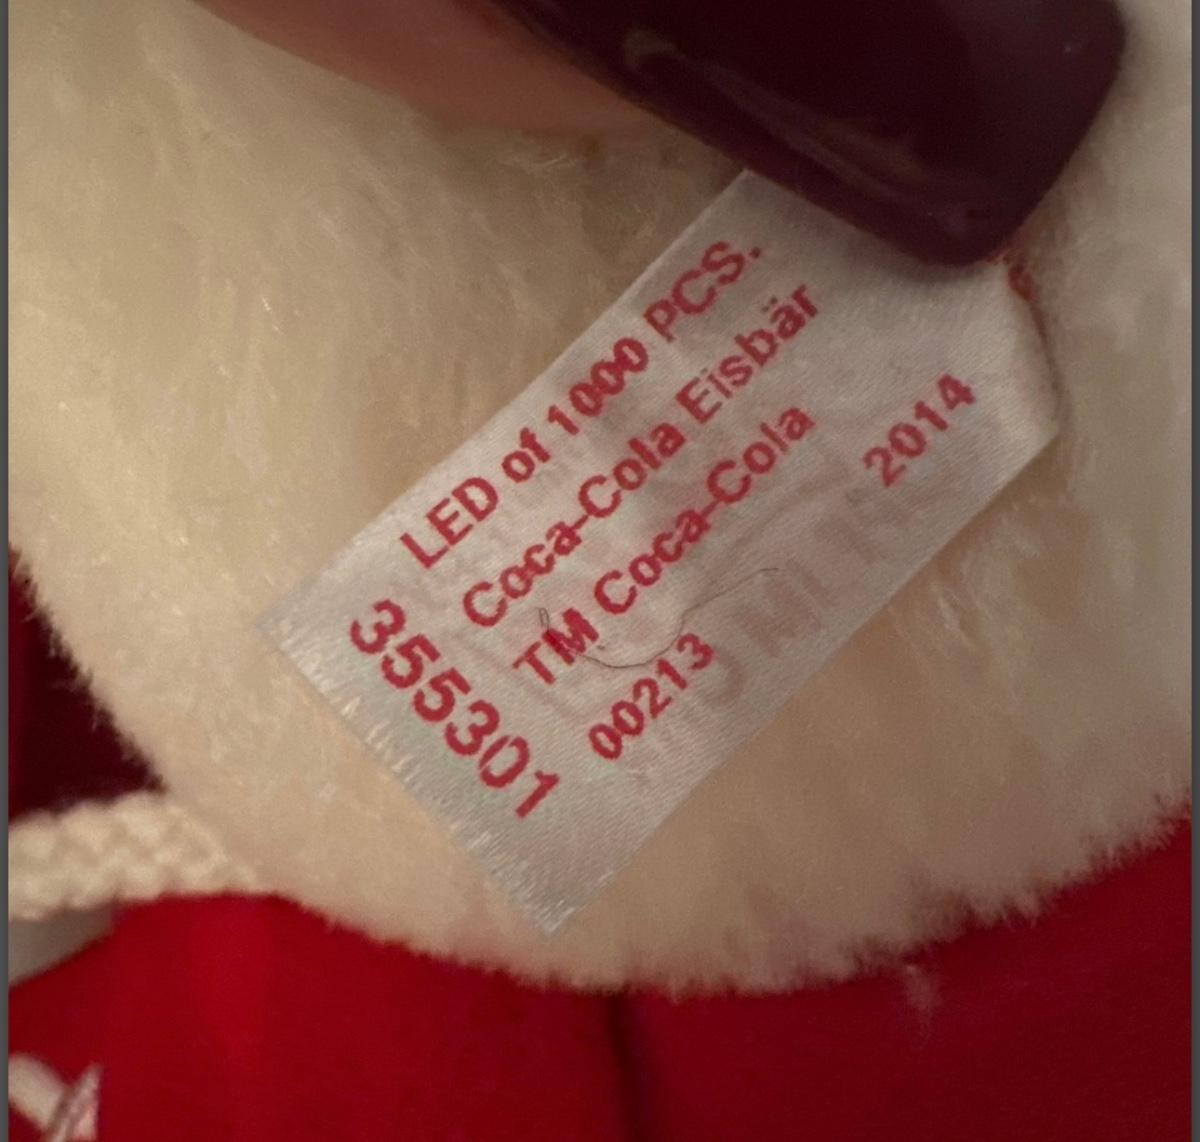 LED of 1000 PCS.
Coca-Cola Eisbär
TM Coca-Cola
00213 2014
355301